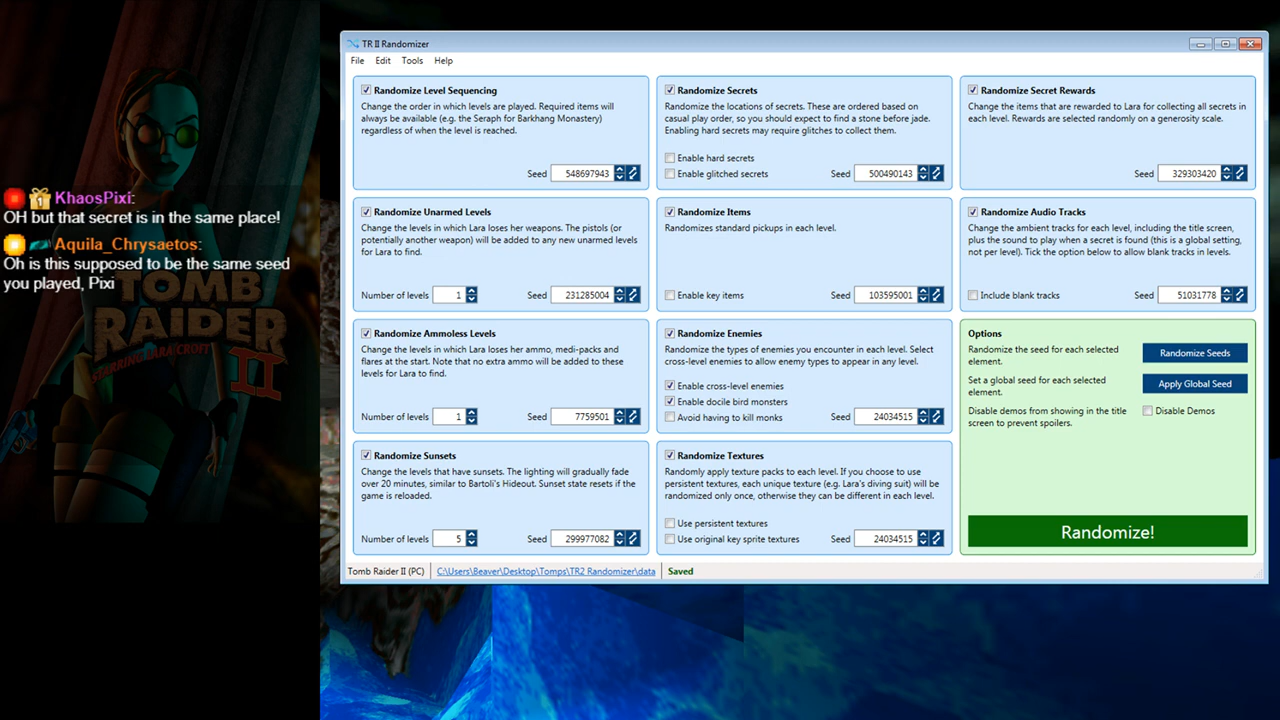 KhaosPixi:
OH but that secret is in the same place!
Aquila_Chrysaetos:
Oh is this supposed to be the same seed
you played, Pixi
TOMB
RAIDER
STARRING LARA CROFT
II
TR II Randomizer
File Edit Tools Help
Randomize Level Sequencing
Change the order in which levels are played. Required items will
always be available (e.g. the Seraph for Barkhang Monastery)
regardless of when the level is reached.
Seed 548697943
Randomize Secrets
Randomize the locations of secrets. These are ordered based on
casual play order, so you should expect to find a stone before jade.
Enabling hard secrets may require glitches to collect them.
Enable hard secrets
Enable glitched secrets Seed 500490143
Randomize Secret Rewards
Change the items that are rewarded to Lara for collecting all secrets in
each level. Rewards are selected randomly on a generosity scale.
Seed 329303420
Randomize Unarmed Levels
Change the levels in which Lara loses her weapons. The pistols (or
potentially another weapon) will be added to any new unarmed levels
for Lara to find.
Number of levels 1 Seed 231285004
Randomize Items
Randomizes standard pickups in each level.
Enable key items Seed 103595001
Randomize Audio Tracks
Change the ambient tracks for each level, including the title screen,
plus the sound to play when a secret is found (this is a global setting,
not per level). Tick the option below to allow blank tracks in levels.
Include blank tracks Seed 51031778
Randomize Ammoless Levels
Change the levels in which Lara loses her ammo, medi-packs and
flares at the start. Note that no extra ammo will be added to these
levels for Lara to find.
Number of levels 1 Seed 7759501
Randomize Enemies
Randomize the types of enemies you encounter in each level. Select
cross-level enemies to allow enemy types to appear in any level.
Enable cross-level enemies
Enable docile bird monsters
Avoid having to kill monks Seed 24034515
Options
Randomize the seed for each selected
element.
Randomize Seeds
Set a global seed for each selected
element.
Apply Global Seed
Disable demos from showing in the title
screen to prevent spoilers.
Disable Demos
Randomize Sunsets
Change the levels that have sunsets. The lighting will gradually fade
over 20 minutes, similar to Bartoli's Hideout. Sunset state resets if the
game is reloaded.
Number of levels 5 Seed 299977082
Randomize Textures
Randomly apply texture packs to each level. If you choose to use
persistent textures, each unique texture (e.g. Lara's diving suit) will be
randomized only once, otherwise they can be different in each level.
Use persistent textures
Use original key sprite textures Seed 24034515
Randomize!
Tomb Raider II (PC) C:\Users\Beaver\Desktop\Tomps\TR2 Randomizer\data Saved